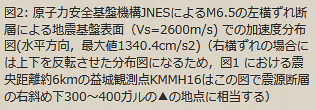 図2: 原子力安全基盤機構JNESによるM6.5の左横ずれ断
層による地震基盤表面（Vs=2600m/s) での加速度分布
図(水平方向，最大値1340.4cm/s2)（右横ずれの場合に
は上下を反転させた分布図になるため，図1 における震
央距離約6kmの益城観測点KMMH16はこの図で震源断層
の右斜め下300～400ガルの▲の地点に相当する）